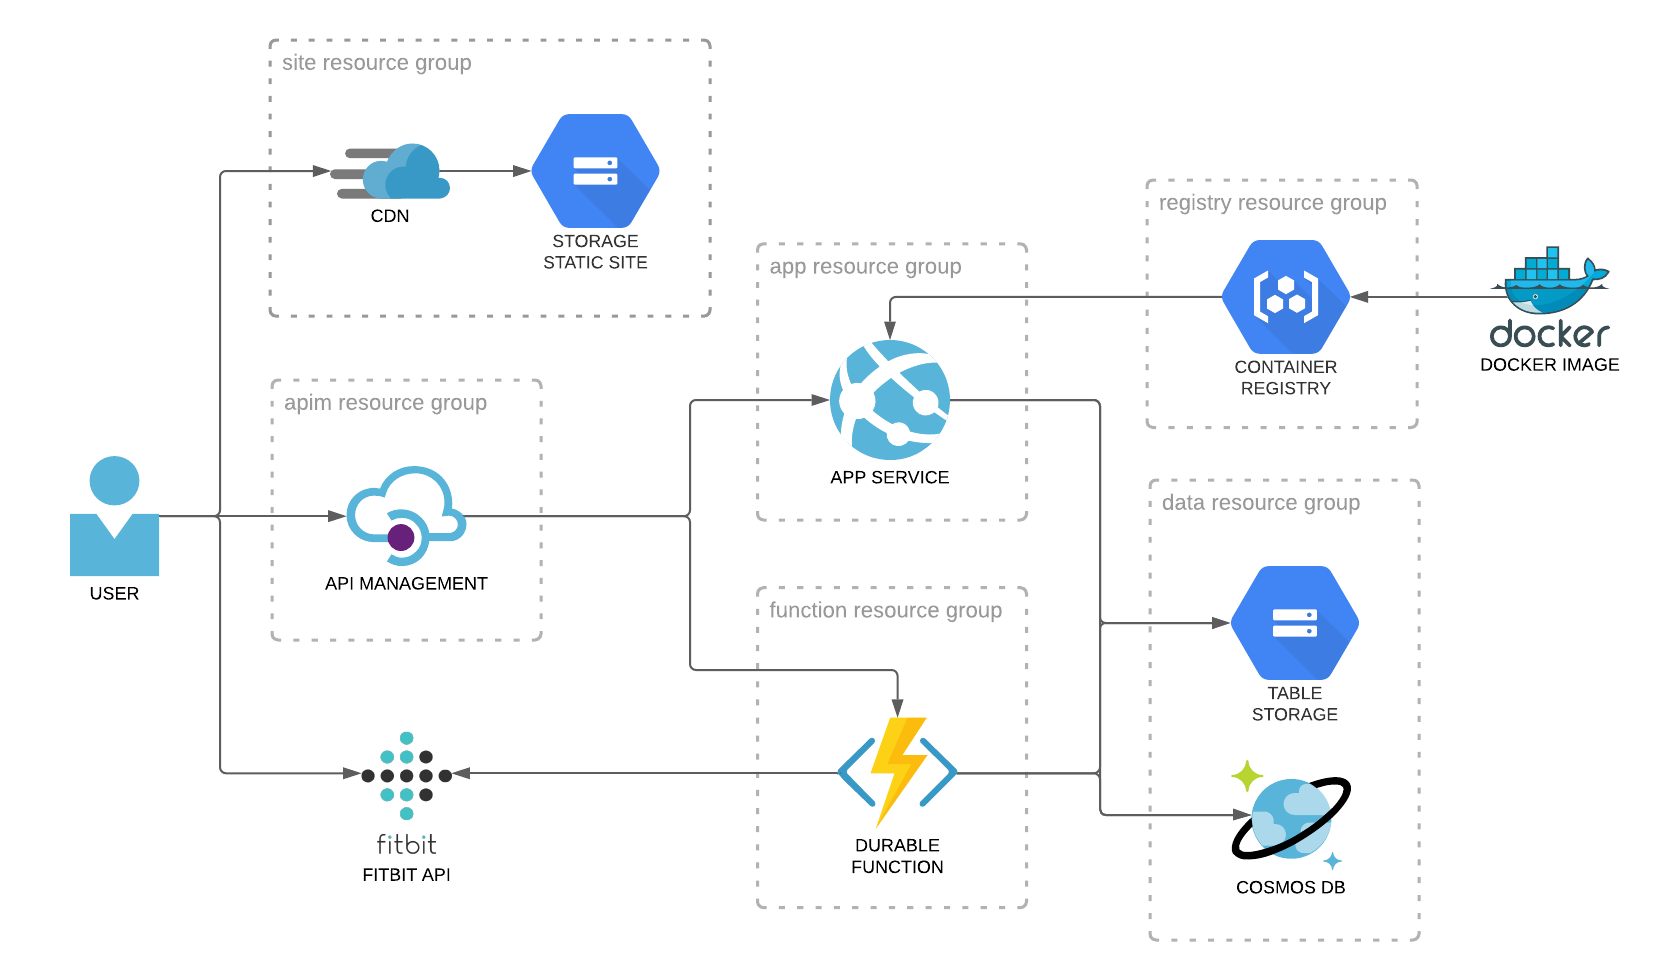 site resource group
CDN
STORAGE
STATIC SITE
registry resource group
app resource group
docker
CONTAINER
REGISTRY
DOCKER IMAGE
apim resource group
APP SERVICE
data resource group
API MANAGEMENT
USER
function resource group
TABLE
STORAGE
fitbit
FITBIT API
DURABLE
FUNCTION
COSMOS DB